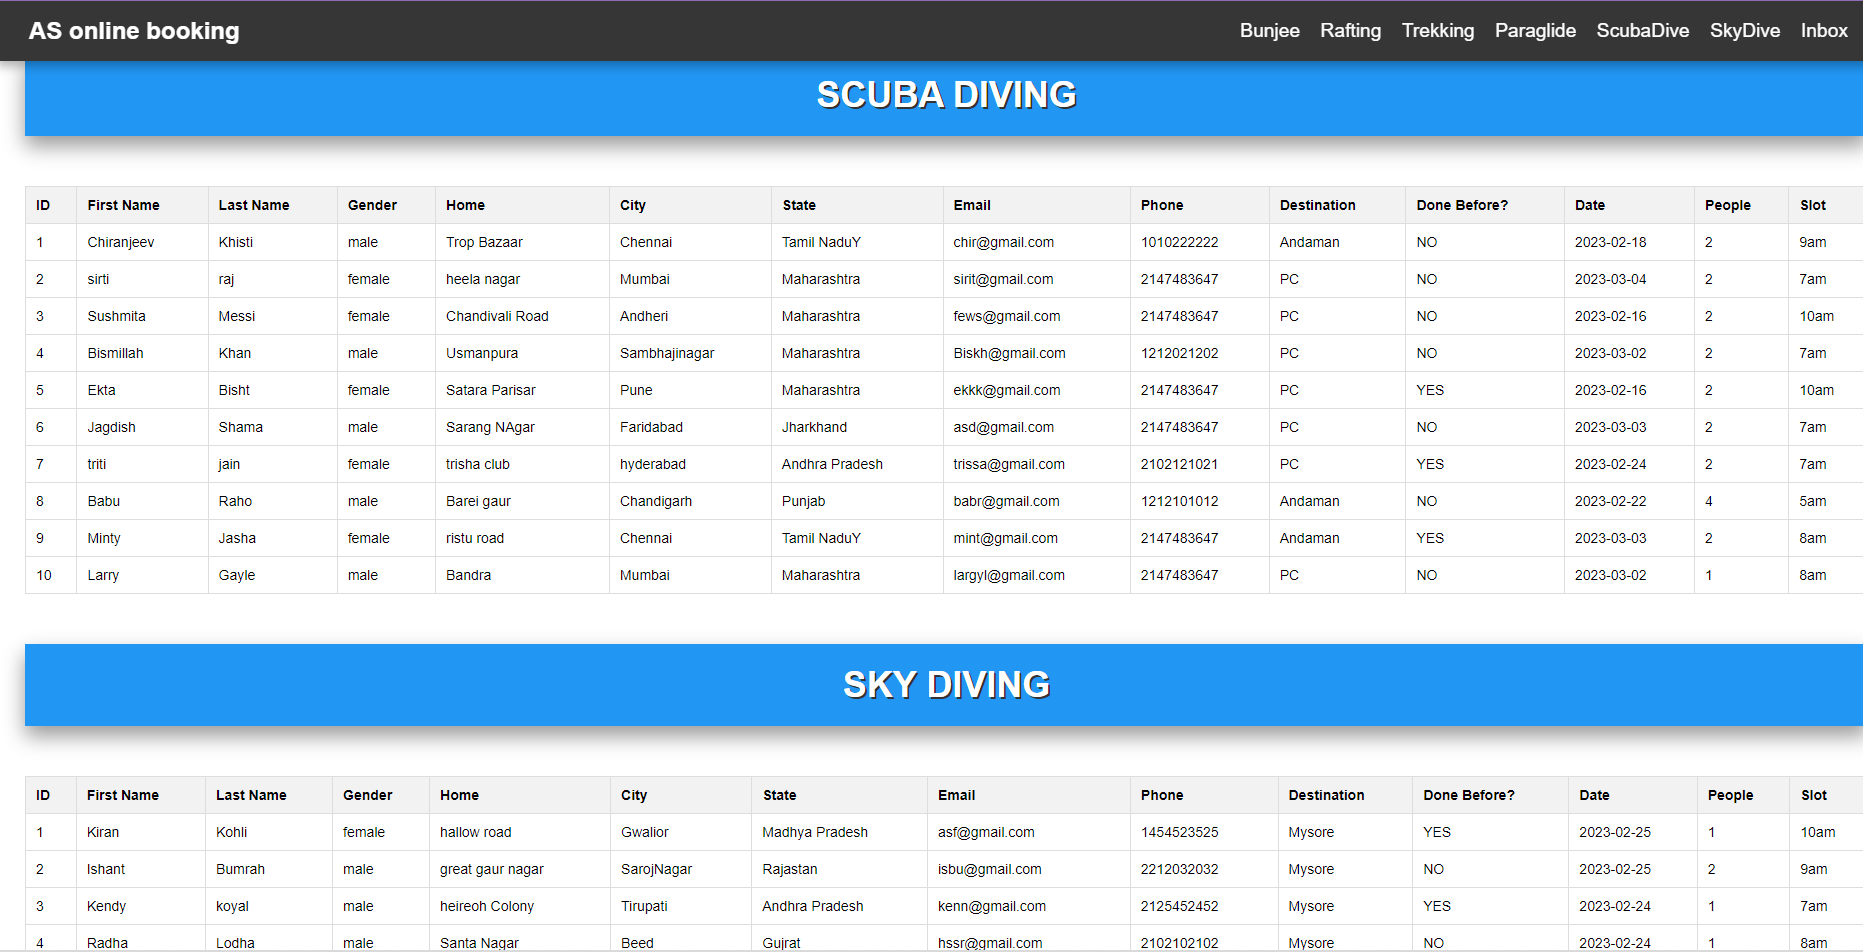 AS online booking Bunjee Rafting Trekking Paraglide ScubaDive SkyDive Inbox
SCUBA DIVING
ID First Name Last Name Gender Home City State Email Phone Destination Done Before? Date People Slot
1 Chiranjeev Khisti male Trop Bazaar Chennai Tamil NaduY chir@gmail.com 1010222222 Andaman NO 2023-02-18 2 9am
2 sirti raj female heela nagar Mumbai Maharashtra sirit@gmail.com 2147483647 PC NO 2023-03-04 2 7am
3 Sushmita Messi female Chandivali Road Andheri Maharashtra fews@gmail.com 2147483647 PC NO 2023-02-16 2 10am
4 Bismillah Khan male Usmanpura Sambhajinagar Maharashtra Biskh@gmail.com 1212021202 PC NO 2023-03-02 2 7am
5 Ekta Bisht female Satara Parisar Pune Maharashtra ekkk@gmail.com 2147483647 PC YES 2023-02-16 2 10am
6 Jagdish Shama male Sarang NAgar Faridabad Jharkhand asd@gmail.com 2147483647 PC NO 2023-03-03 2 7am
7 triti jain female trisha club hyderabad Andhra Pradesh trissa@gmail.com 2102121021 PC YES 2023-02-24 2 7am
8 Babu Raho male Barei gaur Chandigarh Punjab babr@gmail.com 1212101012 Andaman NO 2023-02-22 4 5am
9 Minty Jasha female ristu road Chennai Tamil NaduY mint@gmail.com 2147483647 Andaman YES 2023-03-03 2 8am
10 Larry Gayle male Bandra Mumbai Maharashtra largyl@gmail.com 2147483647 PC NO 2023-03-02 1 8am
SKY DIVING
ID First Name Last Name Gender Home City State Email Phone Destination Done Before? Date People Slot
1 Kiran Kohli female hallow road Gwalior Madhya Pradesh asf@gmail.com 1454523525 Mysore YES 2023-02-25 1 10am
2 Ishant Bumrah male great gaur nagar SarojNagar Rajastan isbu@gmail.com 2212032032 Mysore NO 2023-02-25 2 9am
3 Kendy koyal male heireoh Colony Tirupati Andhra Pradesh kenn@gmail.com 2125452452 Mysore YES 2023-02-24 1 7am
4 Radha Lodha male Santa Nagar Beed Gujrat hssr@gmail.com 2102102102 Mysore NO 2023-02-24 1 8am